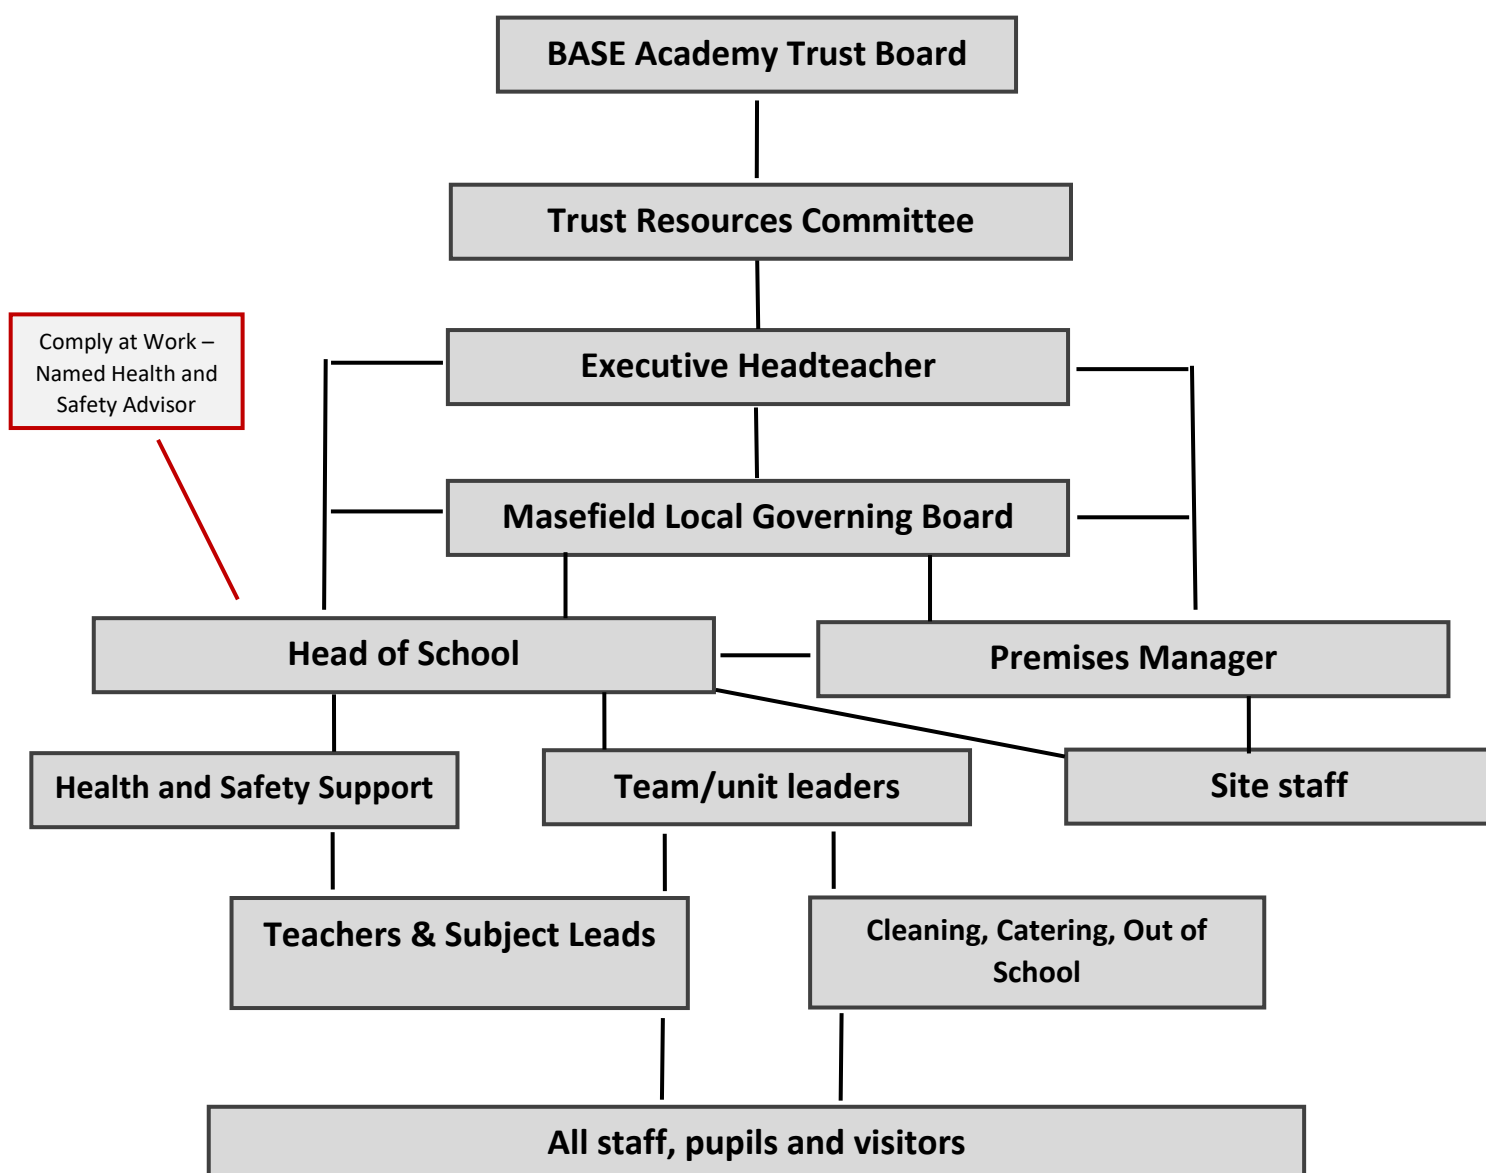 BASE Academy Trust Board
Trust Resources Committee
Comply at Work –
Named Health and
Safety Advisor
Executive Headteacher
Masefield Local Governing Board
Head of School
Premises Manager
Health and Safety Support
Team/unit leaders
Site staff
Teachers & Subject Leads
Cleaning, Catering, Out of
School
All staff, pupils and visitors